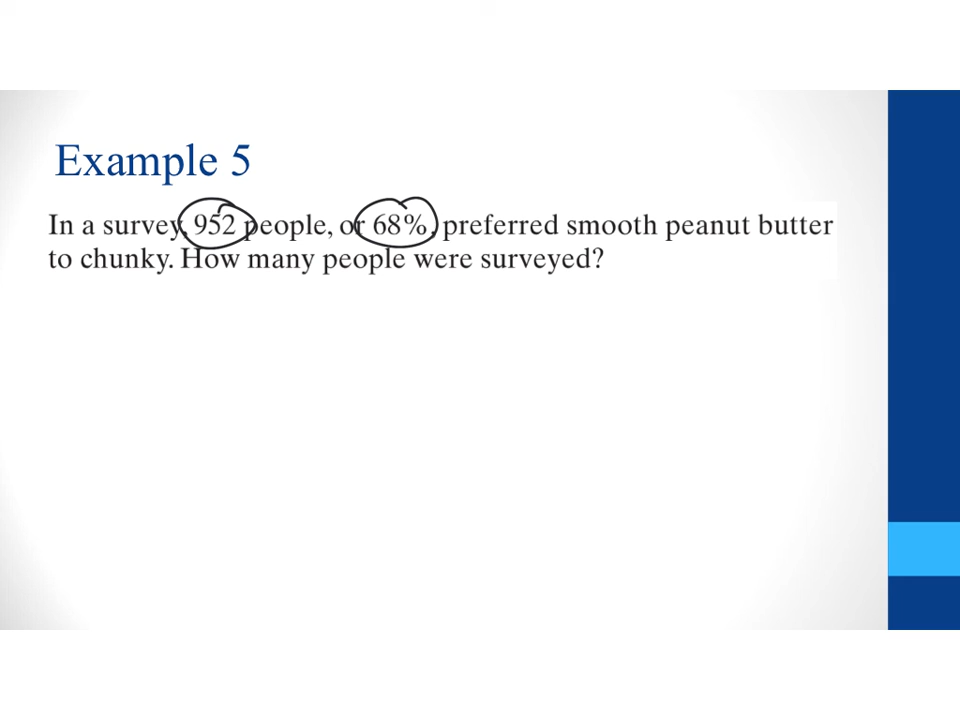 Example 5
In a survey, 952 people, or 68%, preferred smooth peanut butter
to chunky. How many people were surveyed?